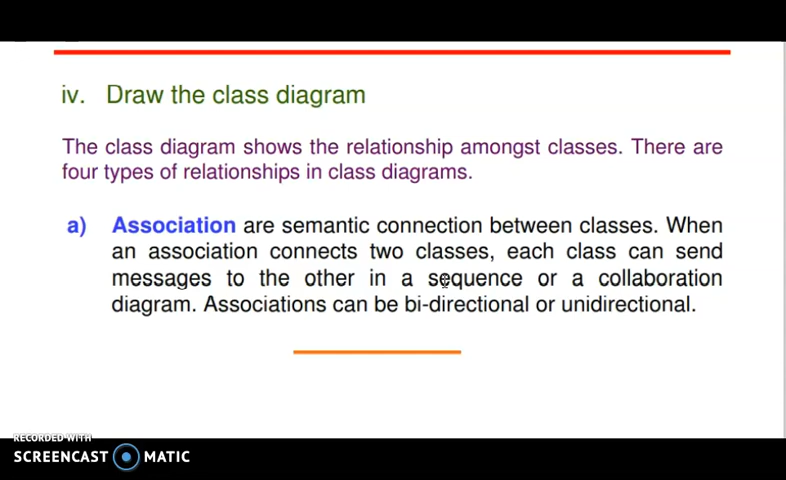 iv. Draw the class diagram
The class diagram shows the relationship amongst classes. There are
four types of relationships in class diagrams.
a) Association are semantic connection between classes. When
an association connects two classes, each class can send
messages to the other in a sequence or a collaboration
diagram. Associations can be bi-directional or unidirectional.
RECORDED WITH
SCREENCAST MATIC